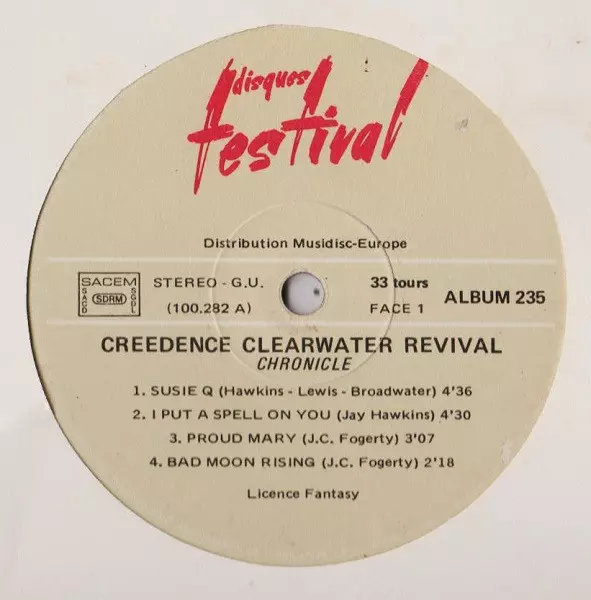 disques
festival
Distribution Musidisc-Europe
SACEM
SACD
SDRM
SGDL
STEREO - G.U.
(100.282 A)
33 tours
FACE 1
ALBUM 235
CREEDENCE CLEARWATER REVIVAL
CHRONICLE
1. SUSIE Q (Hawkins - Lewis - Broadwater) 4'36
2. I PUT A SPELL ON YOU (Jay Hawkins) 4'30
3. PROUD MARY (J.C. Fogerty) 3'07
4. BAD MOON RISING (J.C. Fogerty) 2'18
Licence Fantasy